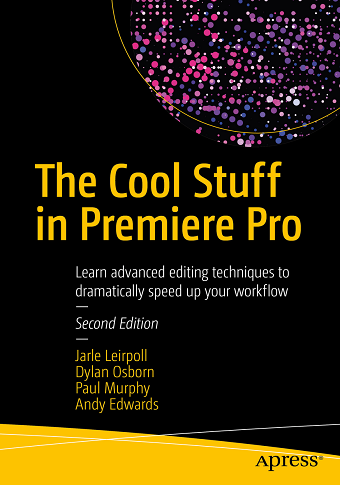 The Cool Stuff
in Premiere Pro
Learn advanced editing techniques to
dramatically speed up your workflow
—
Second Edition
—
Jarle Leirpoll
Dylan Osborn
Paul Murphy
Andy Edwards
Apress®